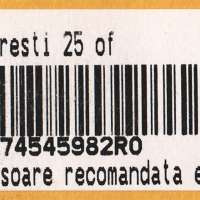 resti 25 of
74545982RO
soare recomandata e